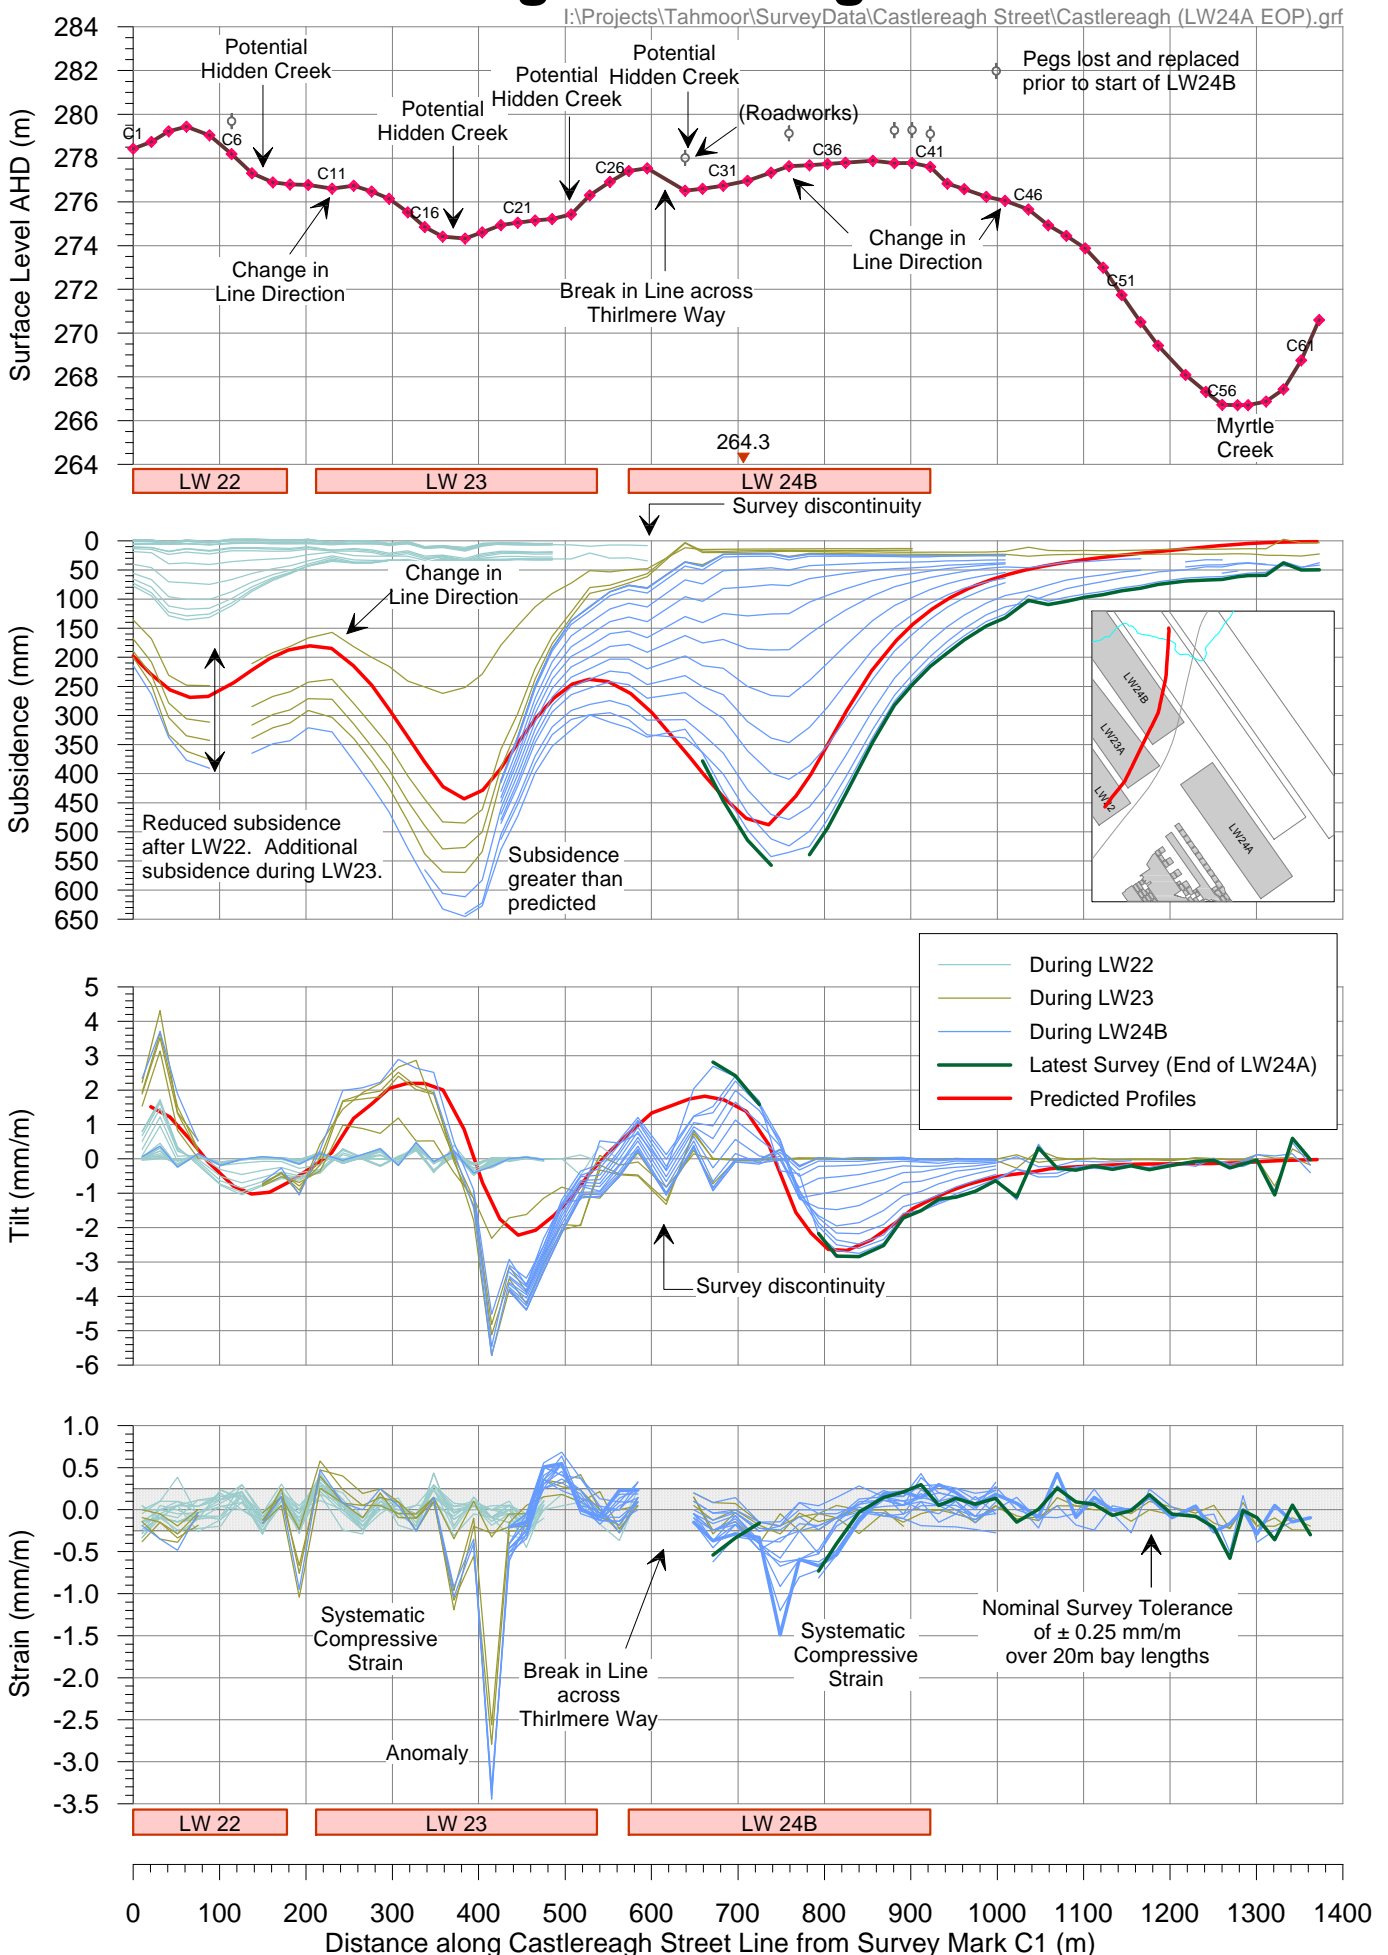 I:\Projects\Tahmoor\SurveyData\Castlereagh Street\Castlereagh (LW24A EOP).grf
Surface Level AHD (m)
284
282
280
278
276
274
272
270
268
266
264
Potential
Hidden Creek
Potential
Hidden Creek
Potential
Hidden Creek
Potential
Hidden Creek
(Roadworks)
Pegs lost and replaced
prior to start of LW24B
C1
C6
C11
C16
C21
C26
C31
C36
C41
C46
C51
C56
C61
Change in
Line Direction
Break in Line across
Thirlmere Way
Change in
Line Direction
Myrtle
Creek
264.3
LW 22
LW 23
LW 24B
Survey discontinuity
Subsidence (mm)
0
50
100
150
200
250
300
350
400
450
500
550
600
650
Change in
Line Direction
Reduced subsidence
after LW22. Additional
subsidence during LW23.
Subsidence
greater than
predicted
LW24B
LW23A
LW22
LW24A
During LW22
During LW23
During LW24B
Latest Survey (End of LW24A)
Predicted Profiles
Tilt (mm/m)
5
4
3
2
1
0
-1
-2
-3
-4
-5
-6
Survey discontinuity
Strain (mm/m)
1.0
0.5
0.0
-0.5
-1.0
-1.5
-2.0
-2.5
-3.0
-3.5
Systematic
Compressive
Strain
Anomaly
Break in Line
across
Thirlmere Way
Systematic
Compressive
Strain
Nominal Survey Tolerance
of ± 0.25 mm/m
over 20m bay lengths
LW 22
LW 23
LW 24B
0 100 200 300 400 500 600 700 800 900 1000 1100 1200 1300 1400
Distance along Castlereagh Street Line from Survey Mark C1 (m)